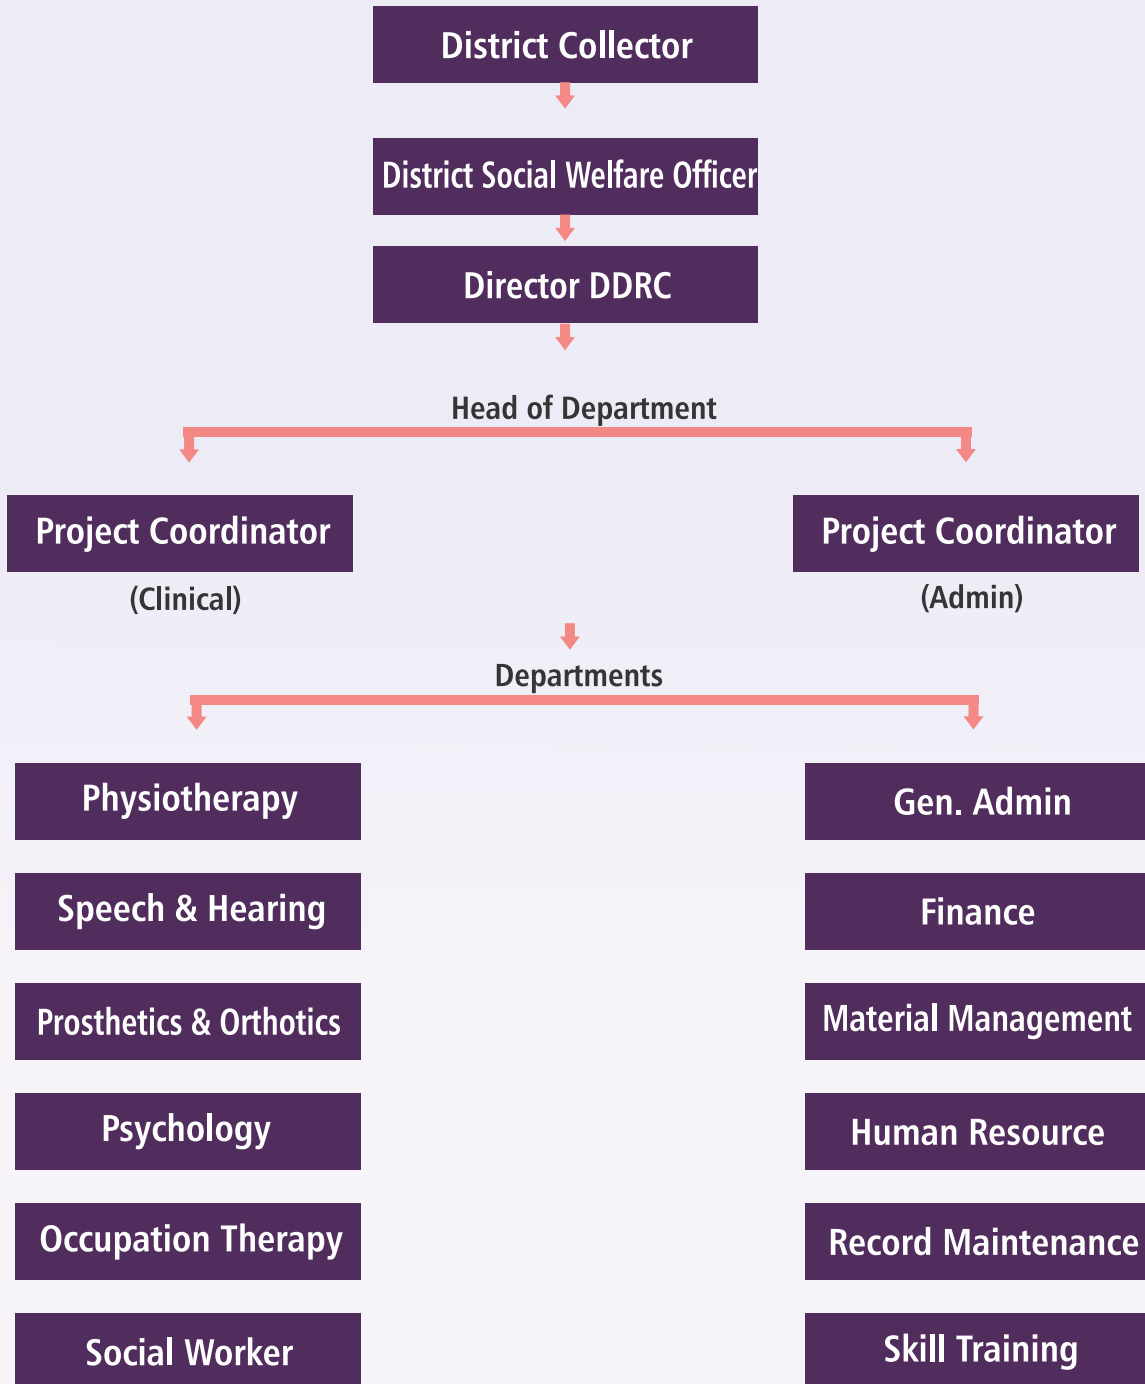 District Collector
District Social Welfare Officer
Director DDRC
Head of Department
Project Coordinator
(Clinical)
Project Coordinator
(Admin)
Departments
Physiotherapy
Speech & Hearing
Prosthetics & Orthotics
Psychology
Occupation Therapy
Social Worker
Gen. Admin
Finance
Material Management
Human Resource
Record Maintenance
Skill Training